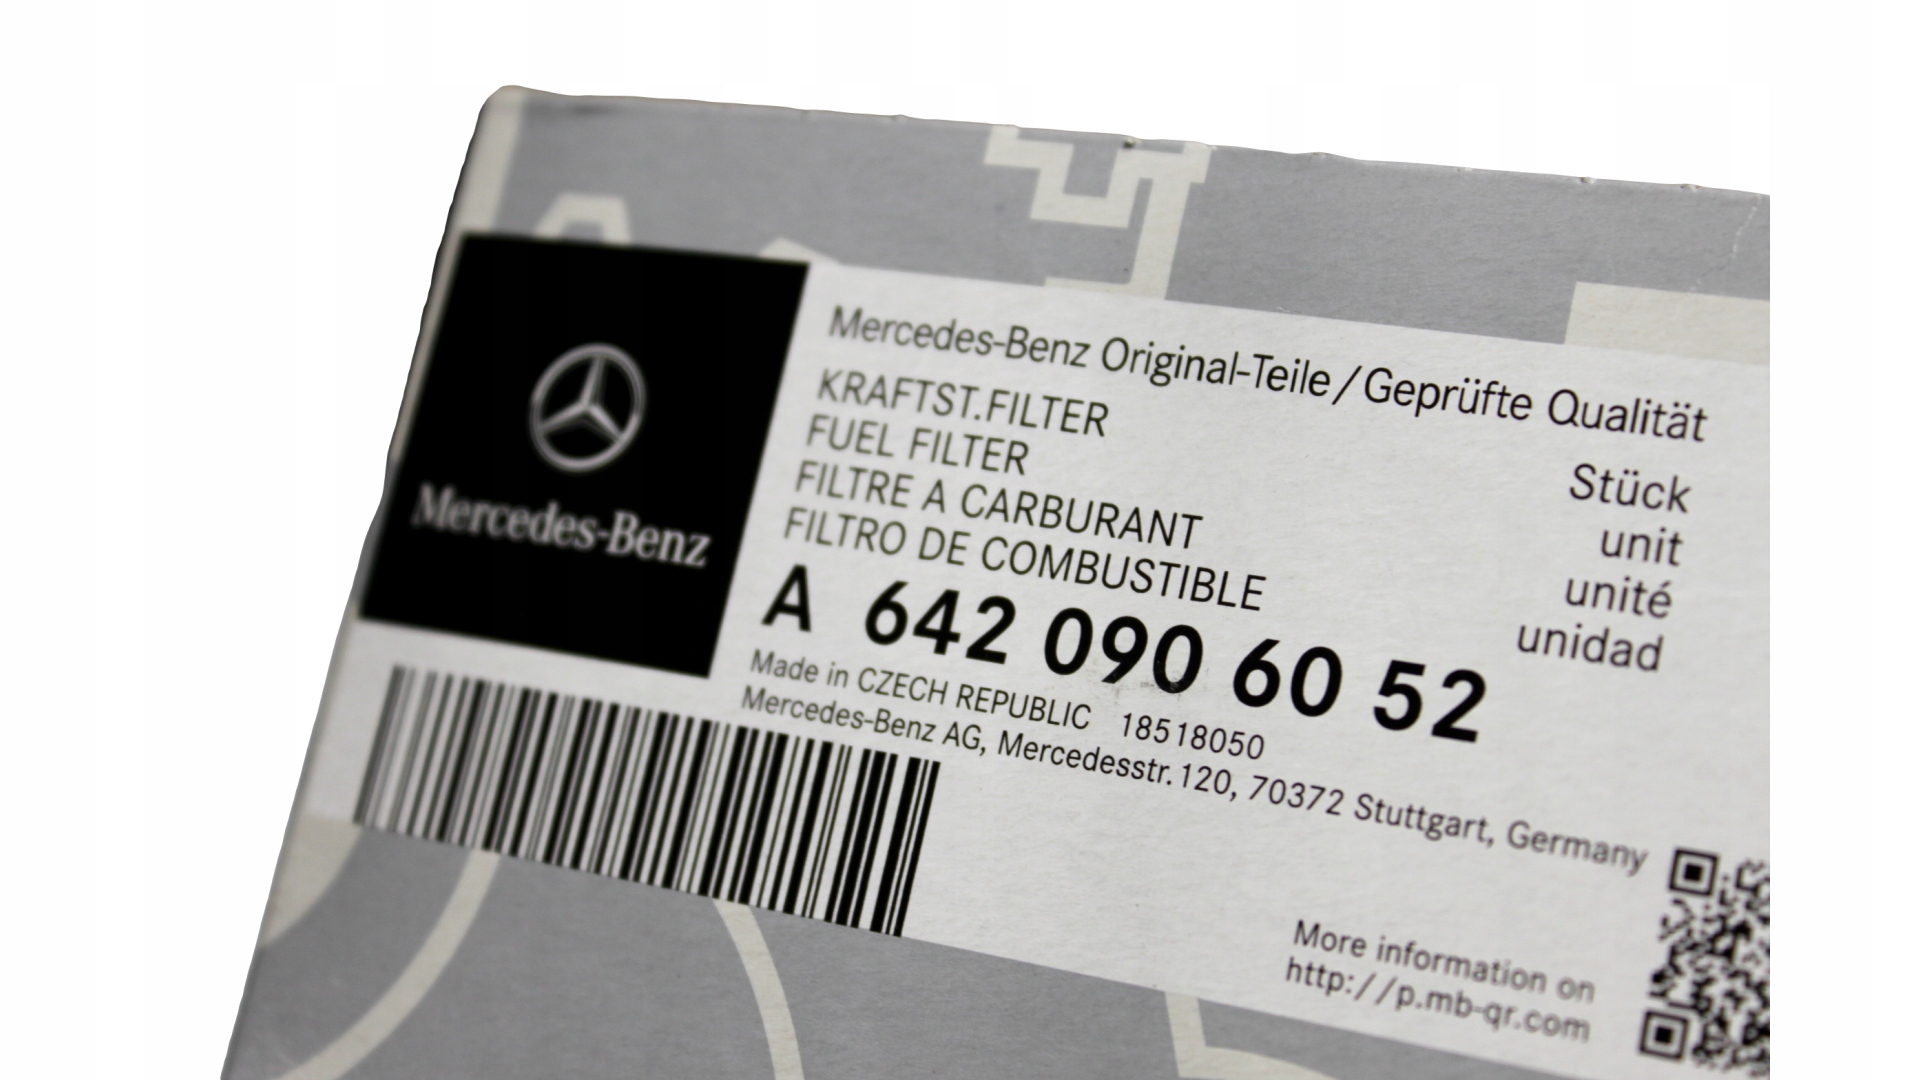 Mercedes-Benz
Mercedes-Benz Original-Teile/Geprüfte Qualität
KRAFTST.FILTER
FUEL FILTER
FILTRE A CARBURANT
FILTRO DE COMBUSTIBLE
Stück
unit
unité
unidad
A 642 090 60 52
Made in CZECH REPUBLIC 18518050
Mercedes-Benz AG, Mercedesstr.120, 70372 Stuttgart, Germany
More information on
http://p.mb-qr.com